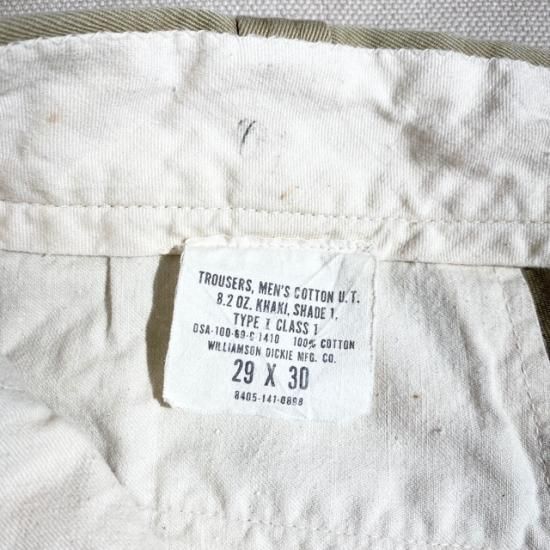 TROUSERS, MEN'S COTTON U.T.
8.2 OZ. KHAKI, SHADE 1,
TYPE I CLASS 1
DSA-100-69-C 1410 100% COTTON
WILLIAMSON DICKIE MFG. CO.
29 X 30
8405-141-0898